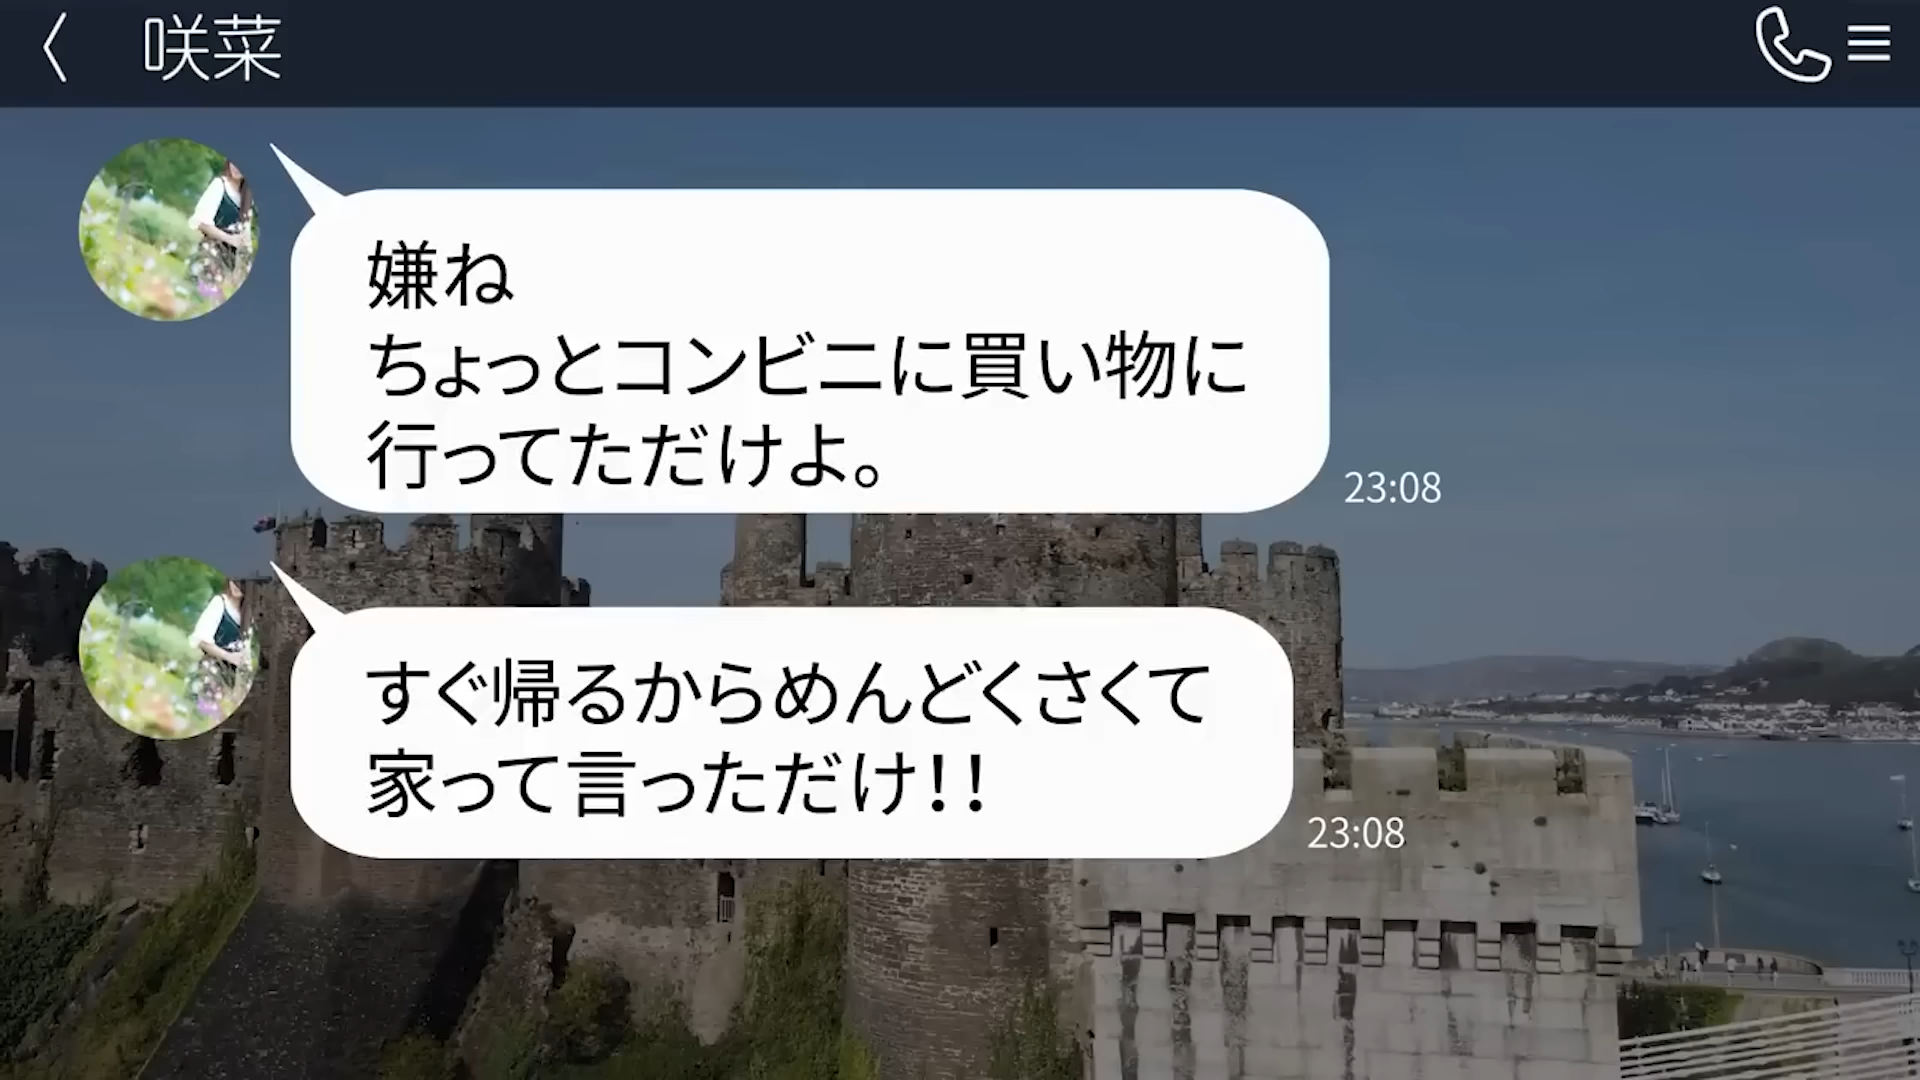 咲菜
嫌ね
ちょっとコンビニに買い物に
行ってただけよ。
23:08
すぐ帰るからめんどくさくて
家って言っただけ！！
23:08